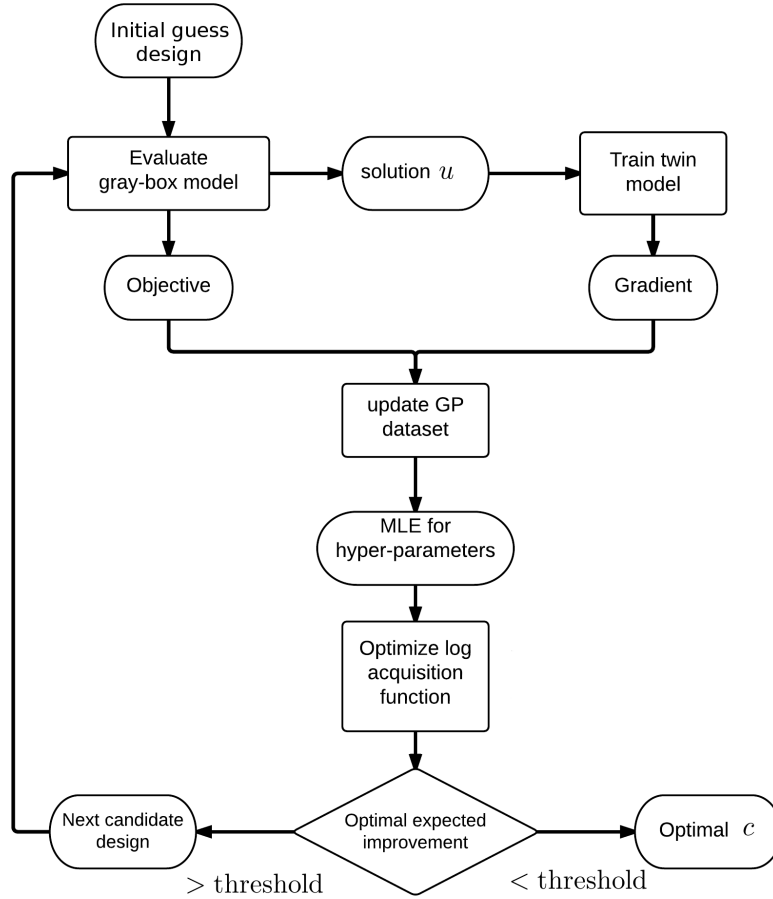 Initial guess
design
Evaluate
gray-box model
solution u
Train twin
model
Objective
Gradient
update GP
dataset
MLE for
hyper-parameters
Optimize log
acquisition
function
Next candidate
design
Optimal expected
improvement
Optimal c
> threshold
< threshold